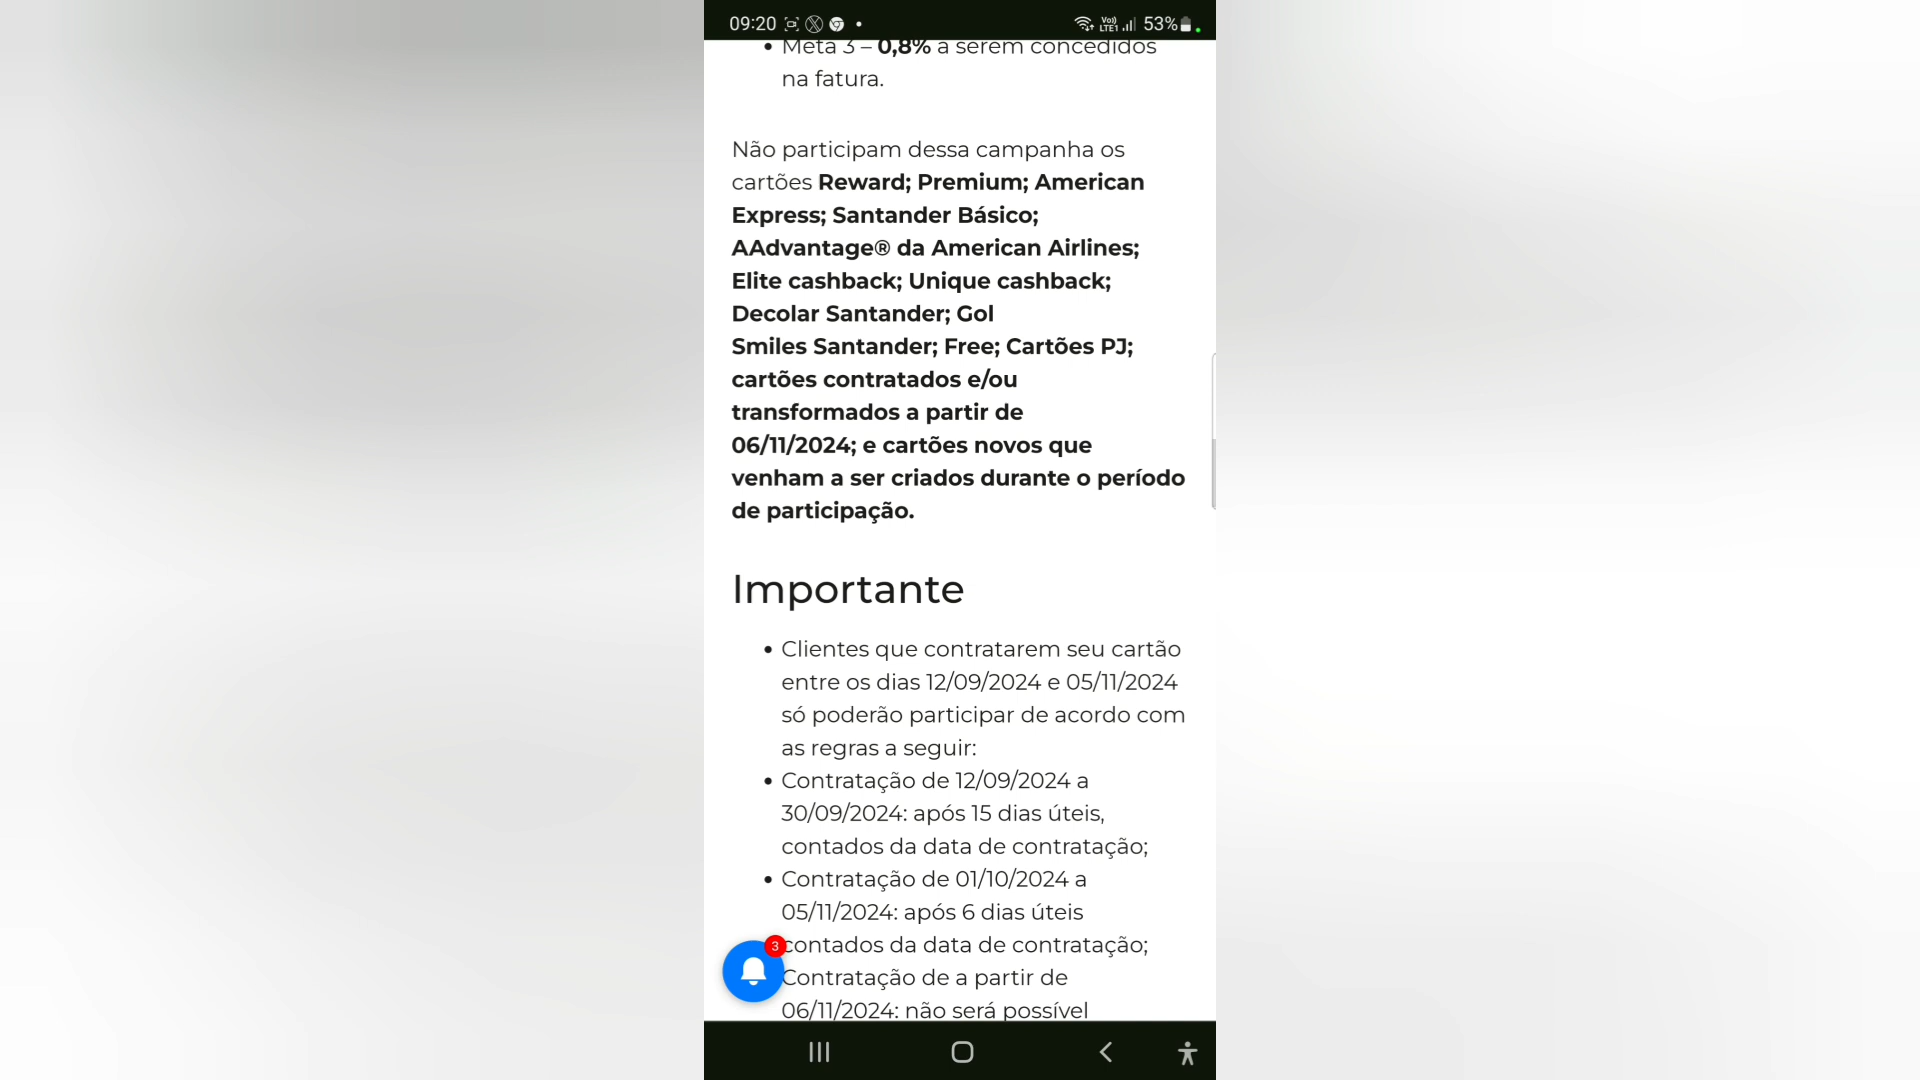 09:20 VoI) LTE1 53%
Meta 3 – 0,8% a serem concedidos
na fatura.
Não participam dessa campanha os
cartões Reward; Premium; American
Express; Santander Básico;
AAdvantage® da American Airlines;
Elite cashback; Unique cashback;
Decolar Santander; Gol
Smiles Santander; Free; Cartões PJ;
cartões contratados e/ou
transformados a partir de
06/11/2024; e cartões novos que
venham a ser criados durante o período
de participação.
Importante
• Clientes que contratarem seu cartão
entre os dias 12/09/2024 e 05/11/2024
só poderão participar de acordo com
as regras a seguir:
• Contratação de 12/09/2024 a
30/09/2024: após 15 dias úteis,
contados da data de contratação;
• Contratação de 01/10/2024 a
05/11/2024: após 6 dias úteis
3
contados da data de contratação;
Contratação de a partir de
06/11/2024: não será possível